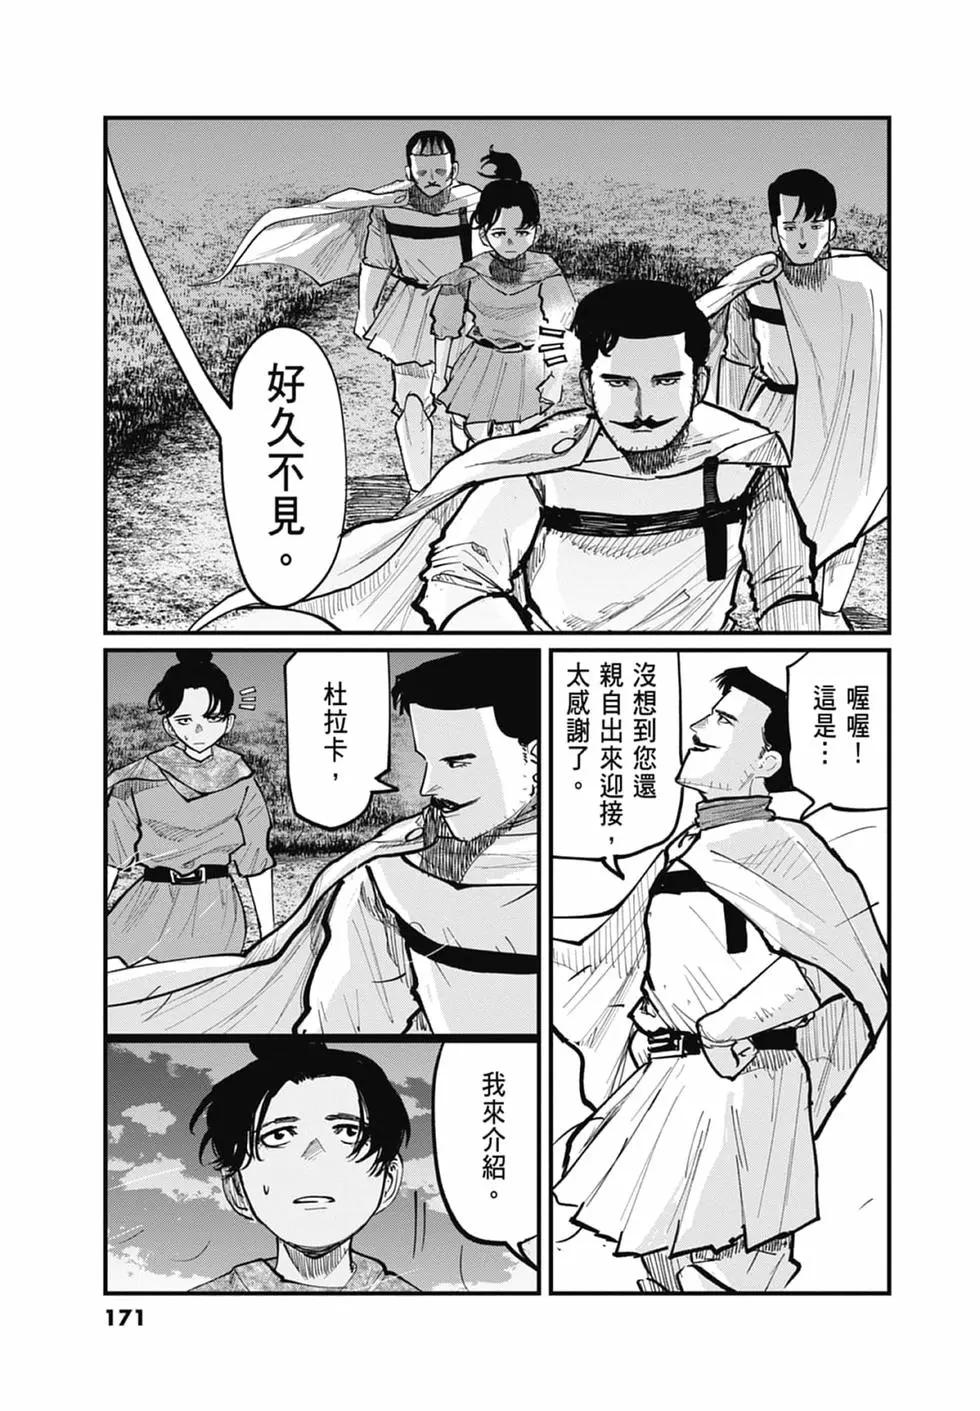 好久不見。
喔喔！
這是…
沒想到您還
親自出來迎接，
太感謝了。
杜拉卡，
我來介紹。
171